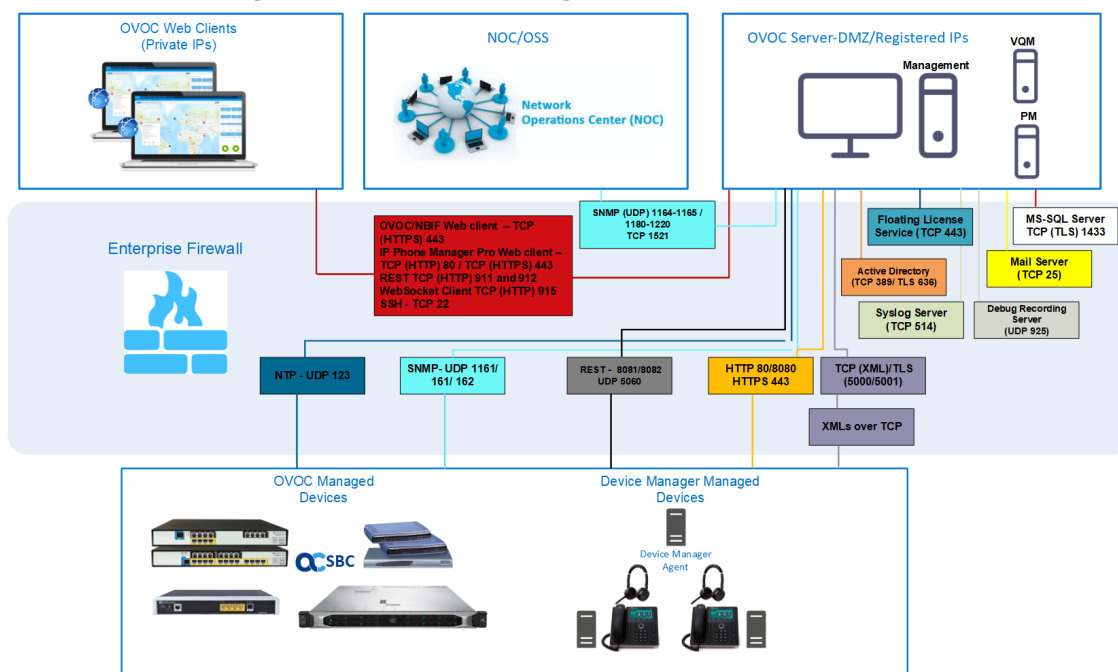 OVOC Web Clients
(Private IPs)
NOC/OSS
Network
Operations Center (NOC)
OVOC Server-DMZ/Registered IPs
VQM
Management
PM
Enterprise Firewall
OVOC/NBIF Web client – TCP
(HTTPS) 443
IP Phone Manager Pro Web client –
TCP (HTTP) 80 / TCP (HTTPS) 443
REST TCP (HTTP) 911 and 912
WebSocket Client TCP (HTTP) 915
SSH - TCP 22
SNMP (UDP) 1164-1165 /
1180-1220
TCP 1521
Floating License
Service (TCP 443)
MS-SQL Server
TCP (TLS) 1433
Active Directory
(TCP 389/ TLS 636)
Mail Server
(TCP 25)
Syslog Server
(TCP 514)
Debug Recording
Server
(UDP 925)
NTP - UDP 123
SNMP- UDP 1161/
161/ 162
REST - 8081/8082
UDP 5060
HTTP 80/8080
HTTPS 443
TCP (XML)/TLS
(5000/5001)
XMLs over TCP
OVOC Managed
Devices
Device Manager Managed
Devices
SBC
Device Manager
Agent